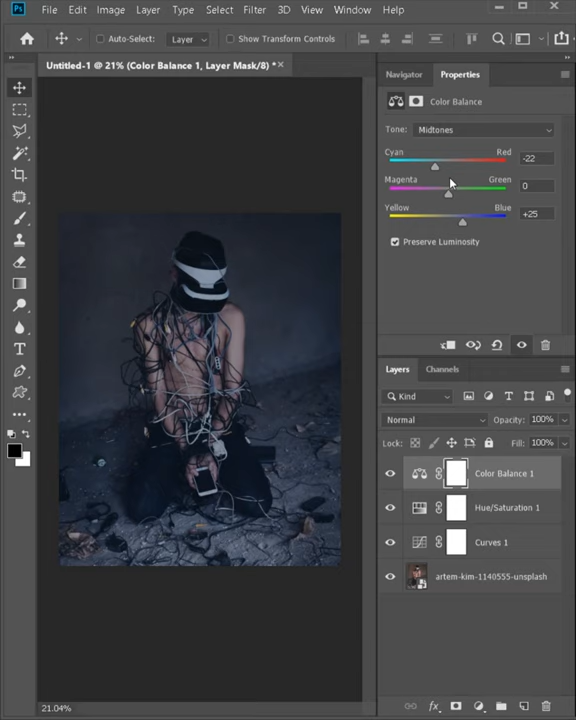 Ps File Edit Image Layer Type Select Filter 3D View Window Help
Auto-Select: Layer Show Transform Controls
Untitled-1 @ 21% (Color Balance 1, Layer Mask/8) *
Navigator Properties
Color Balance
Tone: Midtones
Cyan Red -22
Magenta Green 0
Yellow Blue +25
Preserve Luminosity
Layers Channels
Kind
Normal Opacity: 100%
Lock: Fill: 100%
Color Balance 1
Hue/Saturation 1
Curves 1
artem-kim-1140555-unsplash
21.04%